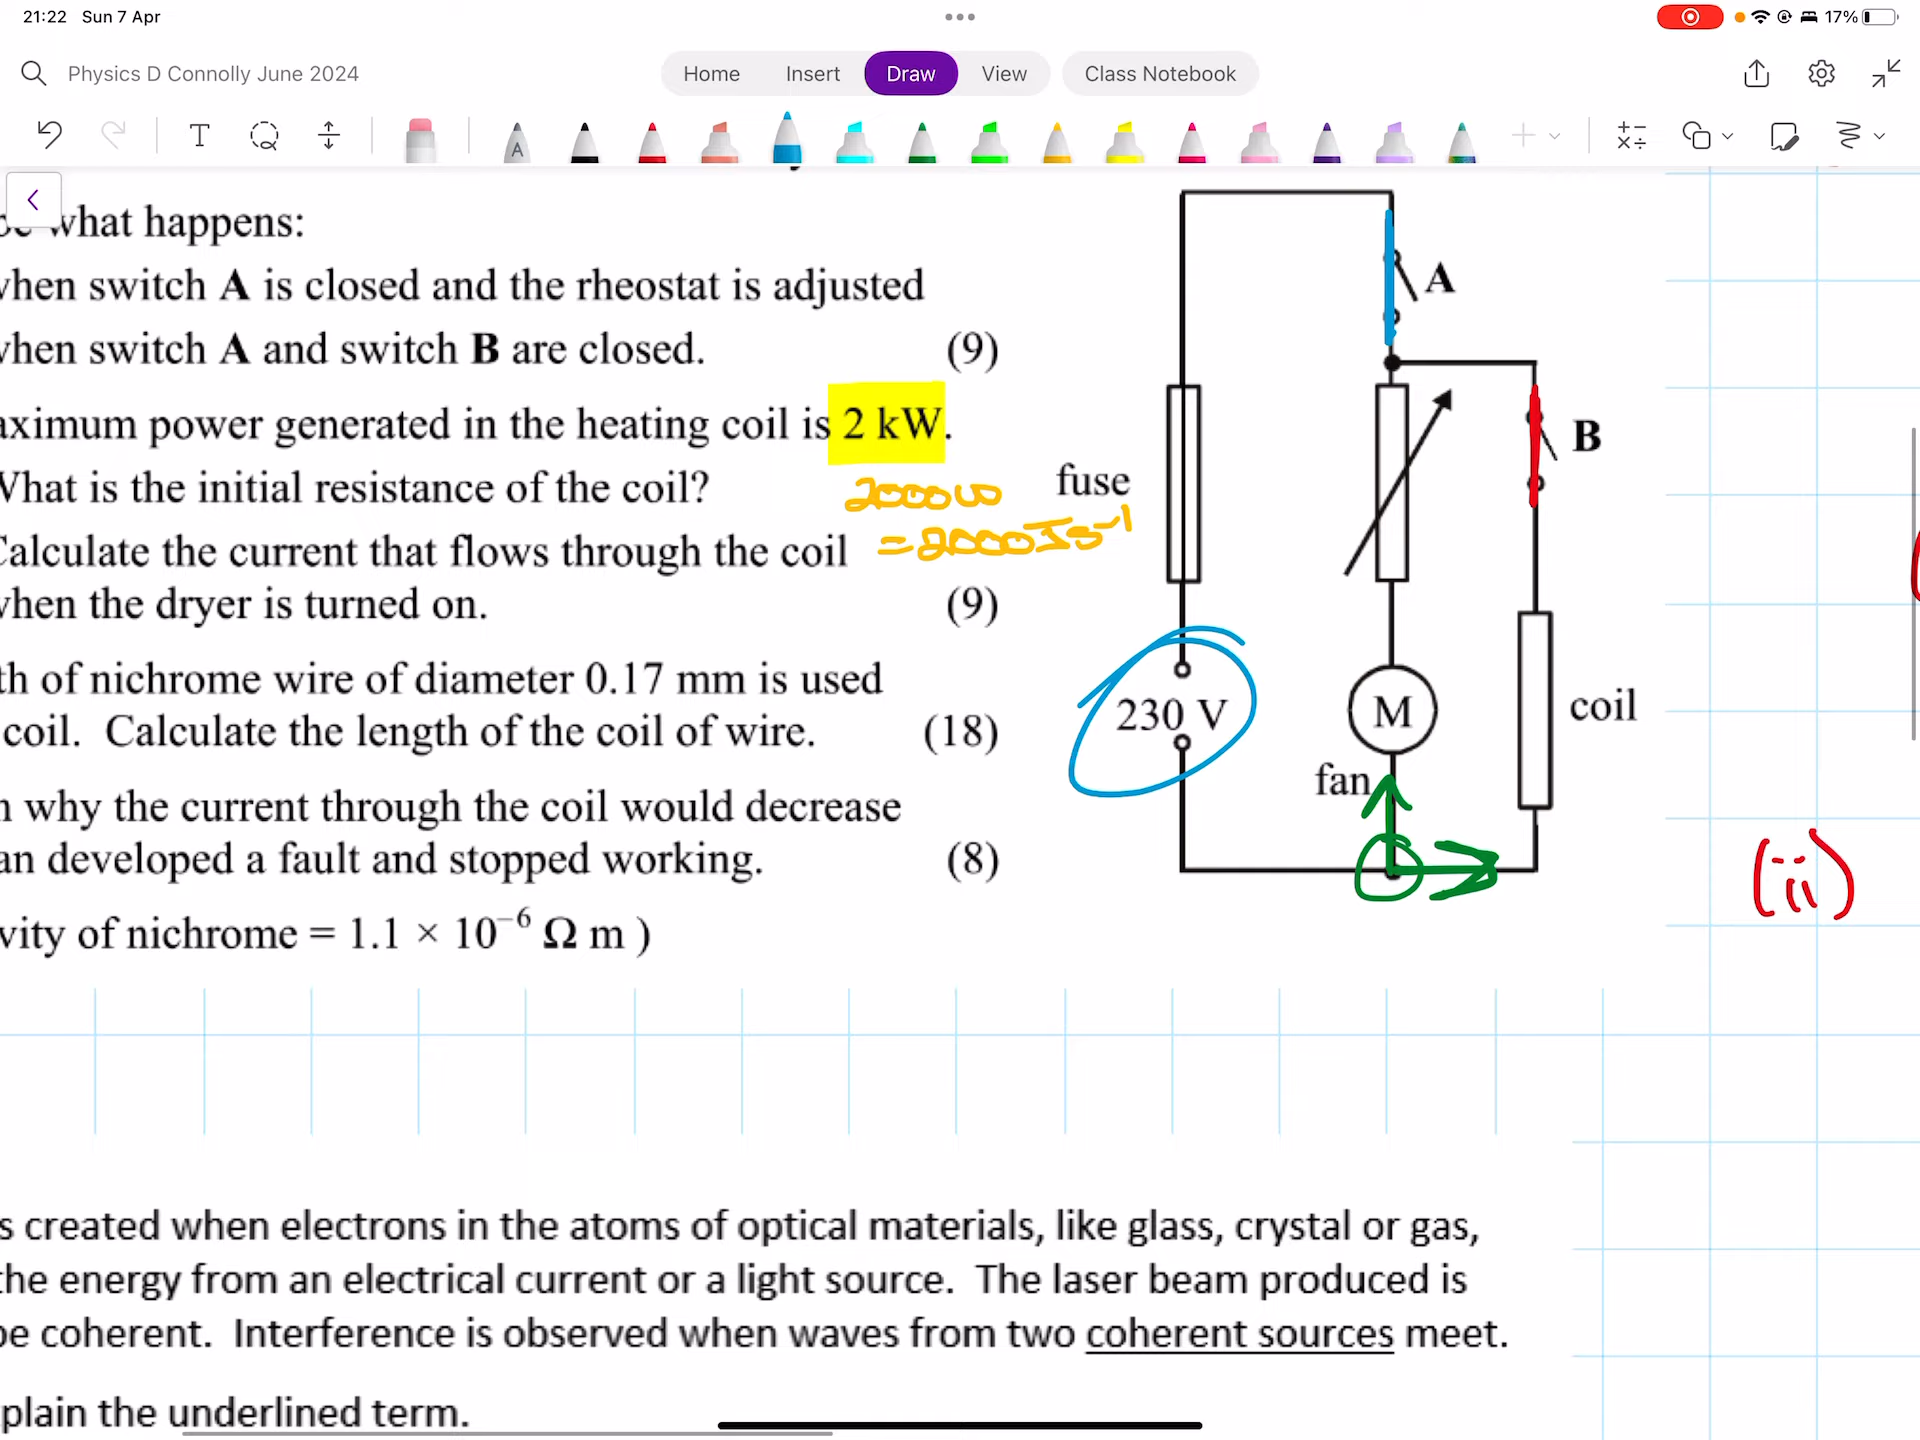 21:22 Sun 7 Apr
17%
Physics D Connolly June 2024
Home Insert Draw View Class Notebook
what happens:
when switch A is closed and the rheostat is adjusted
when switch A and switch B are closed. (9)
maximum power generated in the heating coil is 2 kW.
2000W
= 2000Js⁻¹
What is the initial resistance of the coil?
Calculate the current that flows through the coil
when the dryer is turned on. (9)
th of nichrome wire of diameter 0.17 mm is used
coil. Calculate the length of the coil of wire. (18)
n why the current through the coil would decrease
an developed a fault and stopped working. (8)
vity of nichrome = 1.1 × 10⁻⁶ Ω m )
A
B
fuse
230 V
M
fan
coil
(ii)
s created when electrons in the atoms of optical materials, like glass, crystal or gas,
the energy from an electrical current or a light source. The laser beam produced is
be coherent. Interference is observed when waves from two coherent sources meet.
plain the underlined term.